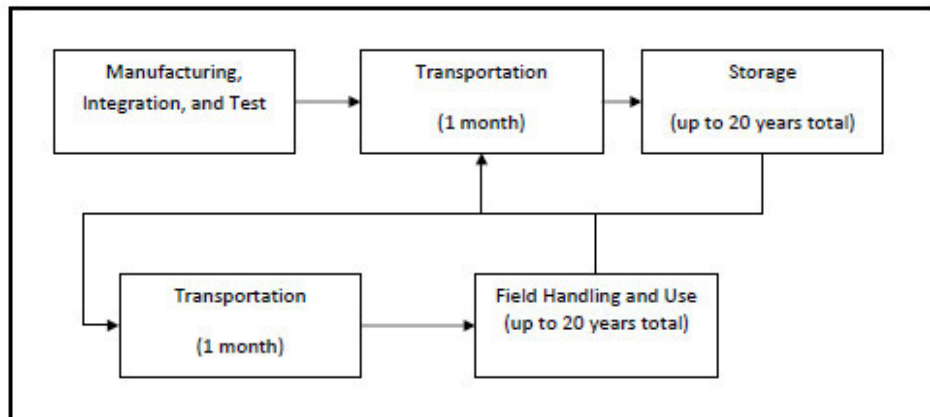 Manufacturing,
Integration, and Test
Transportation
(1 month)
Storage
(up to 20 years total)
Transportation
(1 month)
Field Handling and Use
(up to 20 years total)